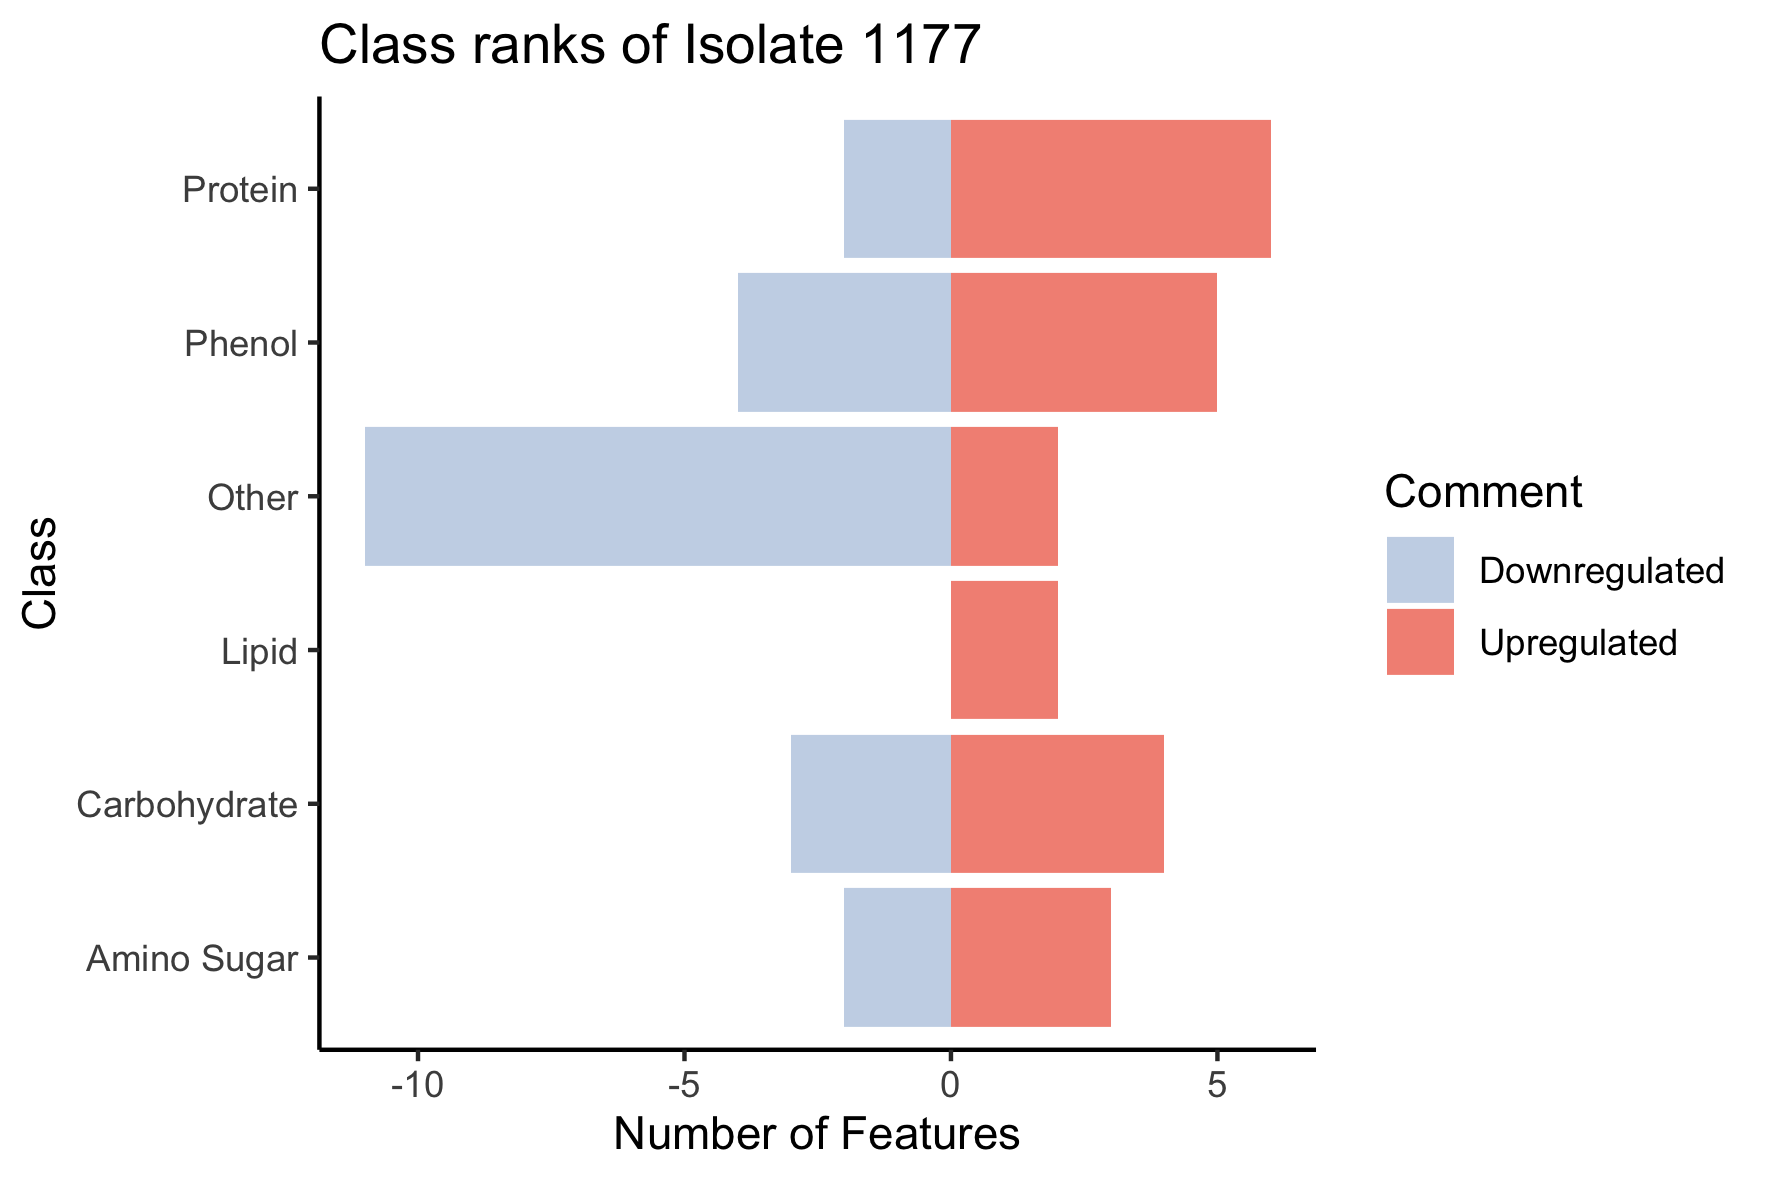 Class ranks of Isolate 1177
Class
Protein
Phenol
Other
Lipid
Carbohydrate
Amino Sugar
-10 -5 0 5
Number of Features
Comment
Downregulated
Upregulated